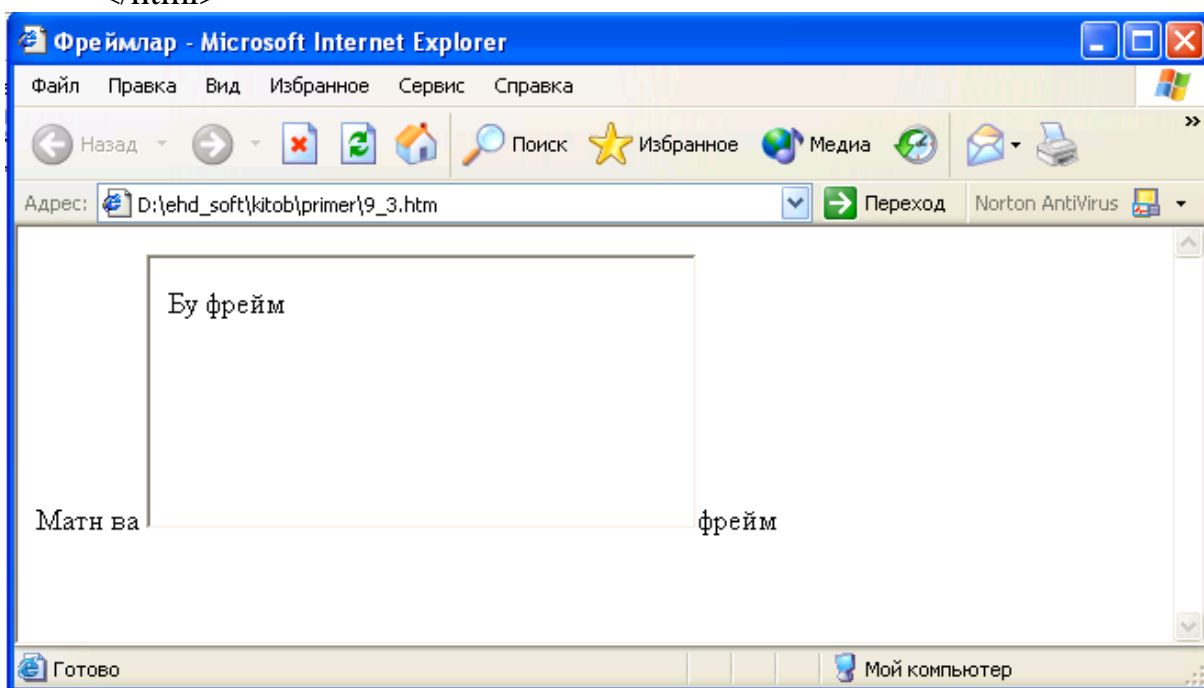 </html>
Фреймлар - Microsoft Internet Explorer
Файл Правка Вид Избранное Сервис Справка
Назад Поиск Избранное Медиа »
Адрес: D:\ehd_soft\kitob\primer\9_3.htm Переход Norton AntiVirus
Бу фрейм
Матн ва фрейм
Готово Мой компьютер